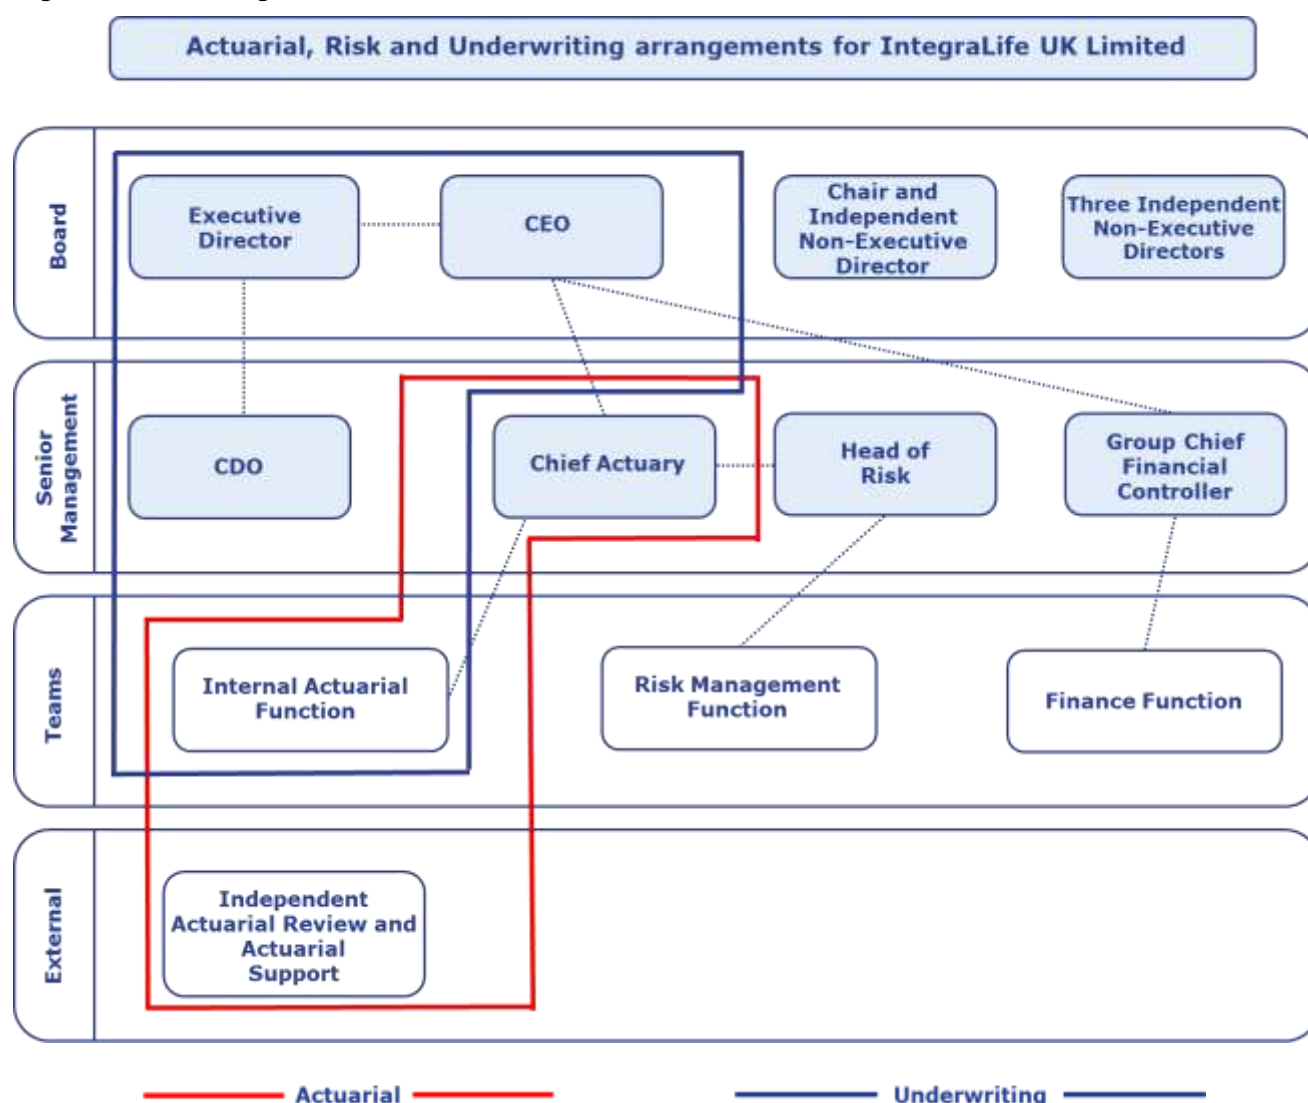 Actuarial, Risk and Underwriting arrangements for IntegraLife UK Limited
Board
Executive
Director
CEO
Chair and
Independent
Non-Executive
Director
Three Independent
Non-Executive
Directors
Senior
Management
CDO
Chief Actuary
Head of
Risk
Group Chief
Financial
Controller
Teams
Internal Actuarial
Function
Risk Management
Function
Finance Function
External
Independent
Actuarial Review and
Actuarial
Support
Actuarial
Underwriting